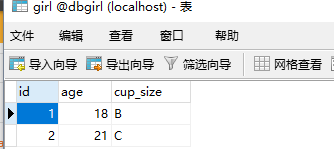 girl @dbgirl (localhost) - 表
文件 编辑 查看 窗口 帮助
导入向导 导出向导 筛选向导 网格查看
id age cup_size
1 18 B
2 21 C